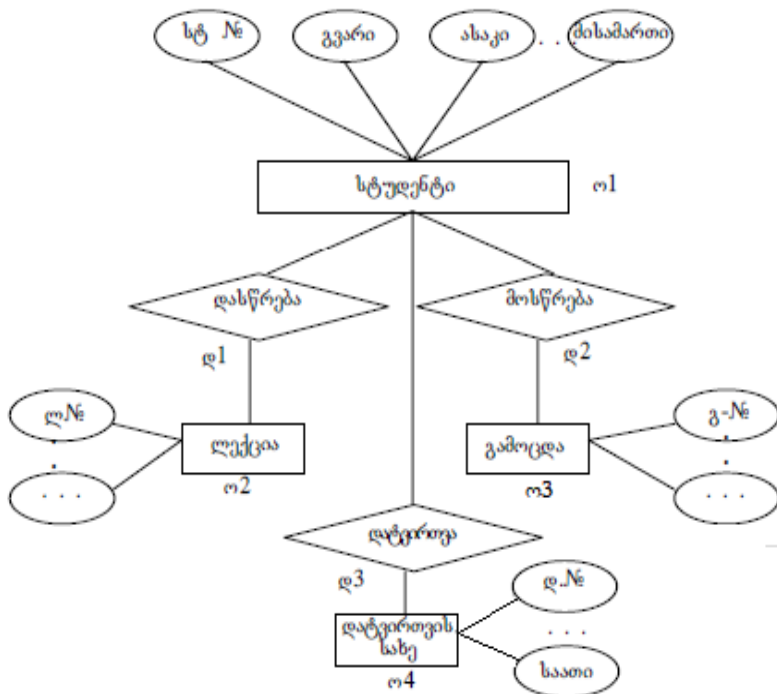 სტ №
გვარი
ასაკი
. . .
მისამართი
სტუდენტი
ო1
დასწრება
მოსწრება
დ1
დ2
ლ№
გ-№
ლექცია
გამოცდა
. . .
. . .
ო2
ო3
დატვირთვა
დ3
დ.№
დატვირთვის
სახე
. . .
საათი
ო4